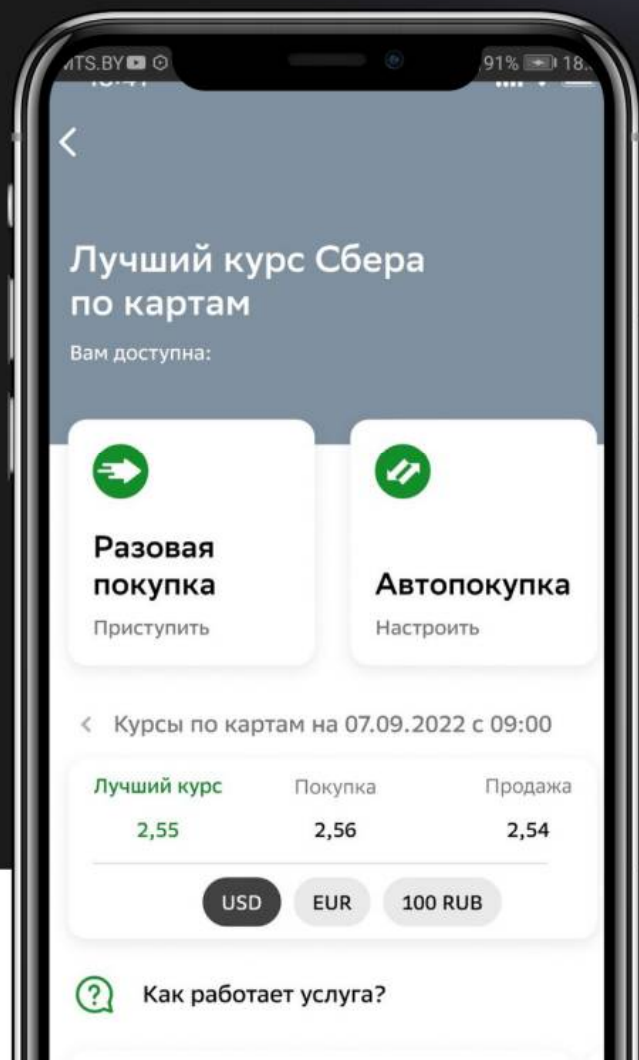 MTS.BY
91% 18.
Лучший курс Сбера
по картам
Вам доступна:
Разовая
покупка
Приступить
Автопокупка
Настроить
Курсы по картам на 07.09.2022 с 09:00
Лучший курс Покупка Продажа
2,55 2,56 2,54
USD EUR 100 RUB
Как работает услуга?